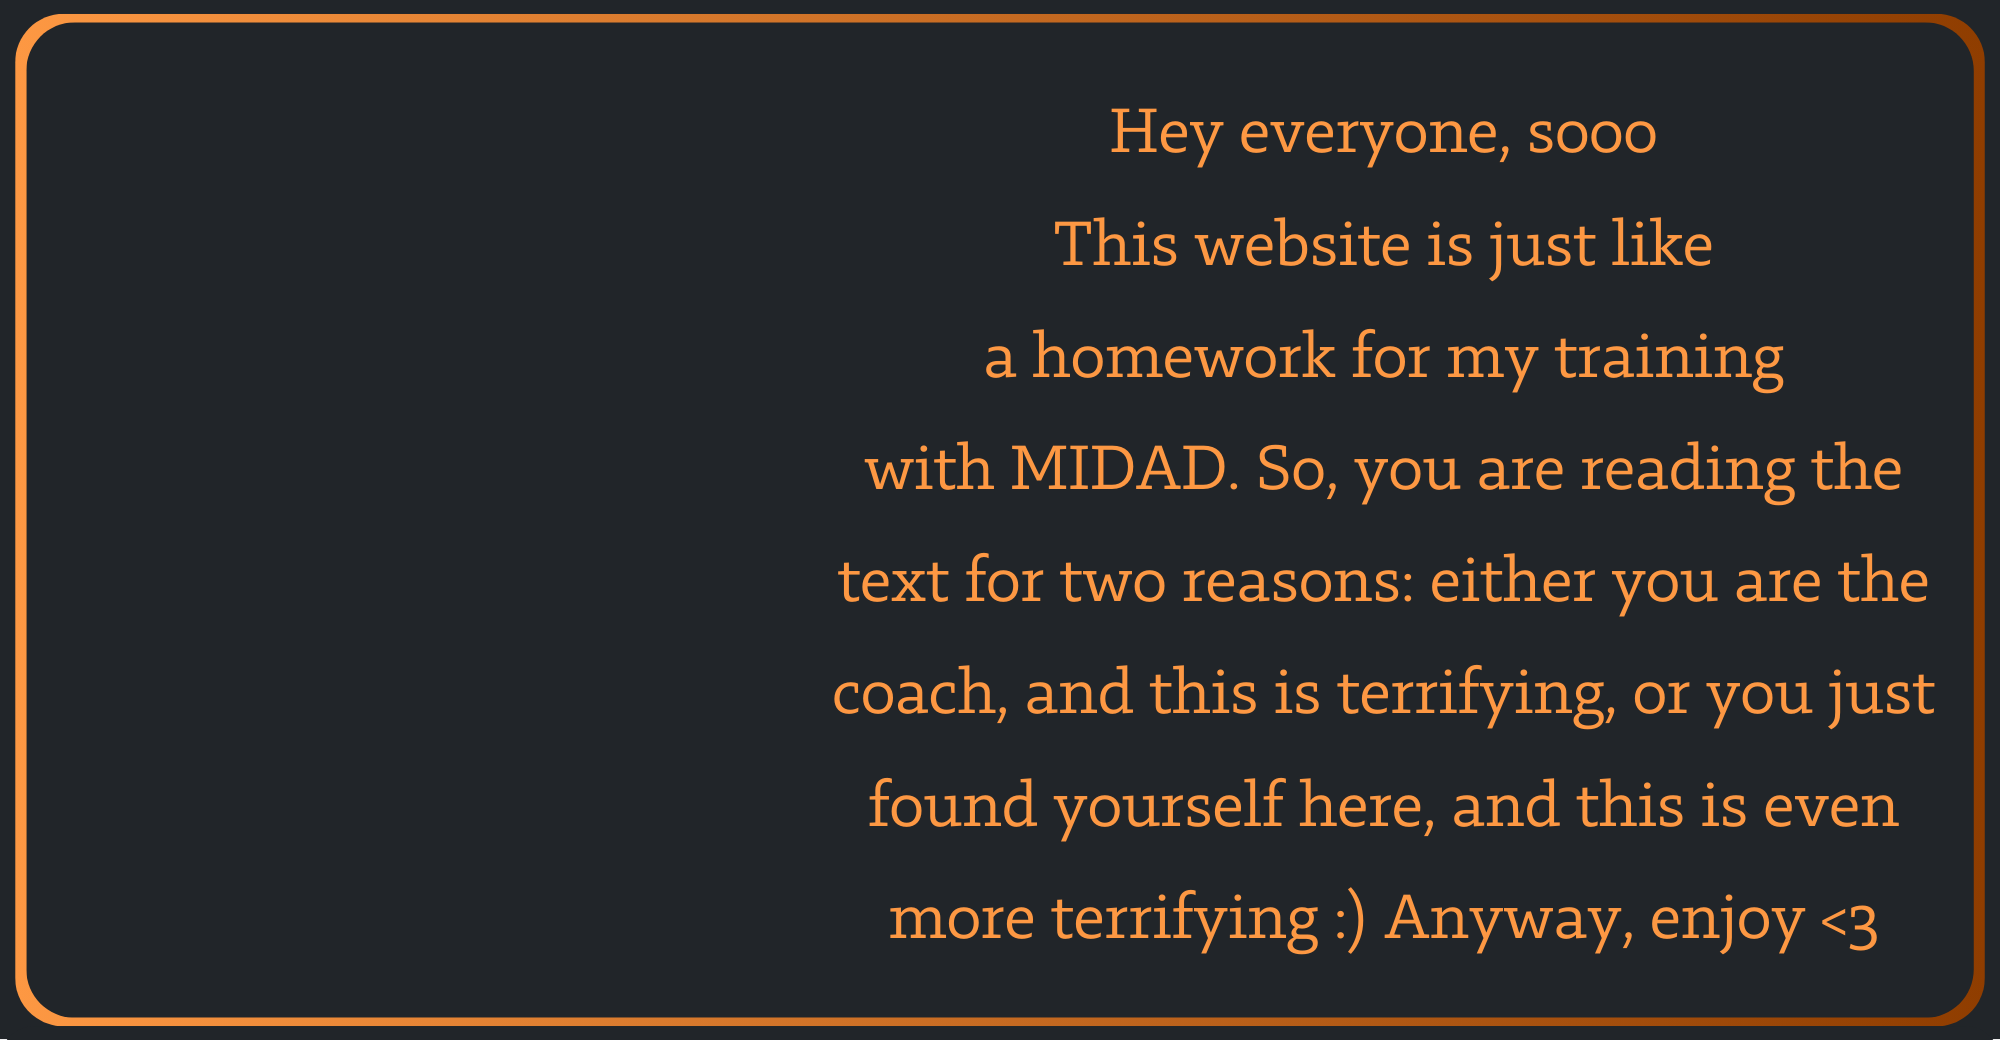 Hey everyone, sooo
This website is just like
a homework for my training
with MIDAD. So, you are reading the
text for two reasons: either you are the
coach, and this is terrifying, or you just
found yourself here, and this is even
more terrifying :) Anyway, enjoy <3